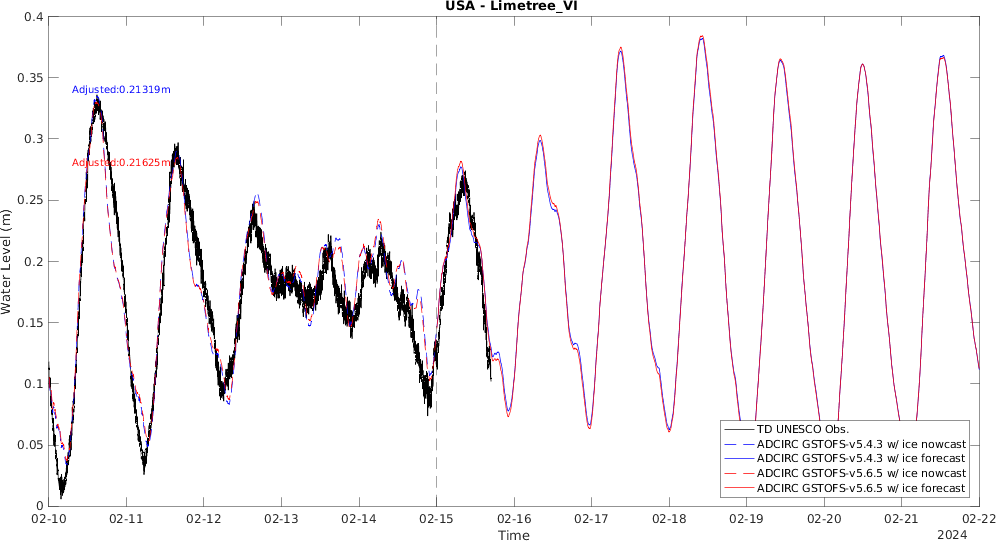 USA - Limetree_VI
0.4
0.35
0.3
0.25
0.2
0.15
0.1
0.05
0
Water Level (m)
Adjusted:0.21319m
Adjusted:0.21625m
TD UNESCO Obs.
ADCIRC GSTOFS-v5.4.3 w/ ice nowcast
ADCIRC GSTOFS-v5.4.3 w/ ice forecast
ADCIRC GSTOFS-v5.6.5 w/ ice nowcast
ADCIRC GSTOFS-v5.6.5 w/ ice forecast
02-10 02-11 02-12 02-13 02-14 02-15 02-16 02-17 02-18 02-19 02-20 02-21 02-22
Time
2024